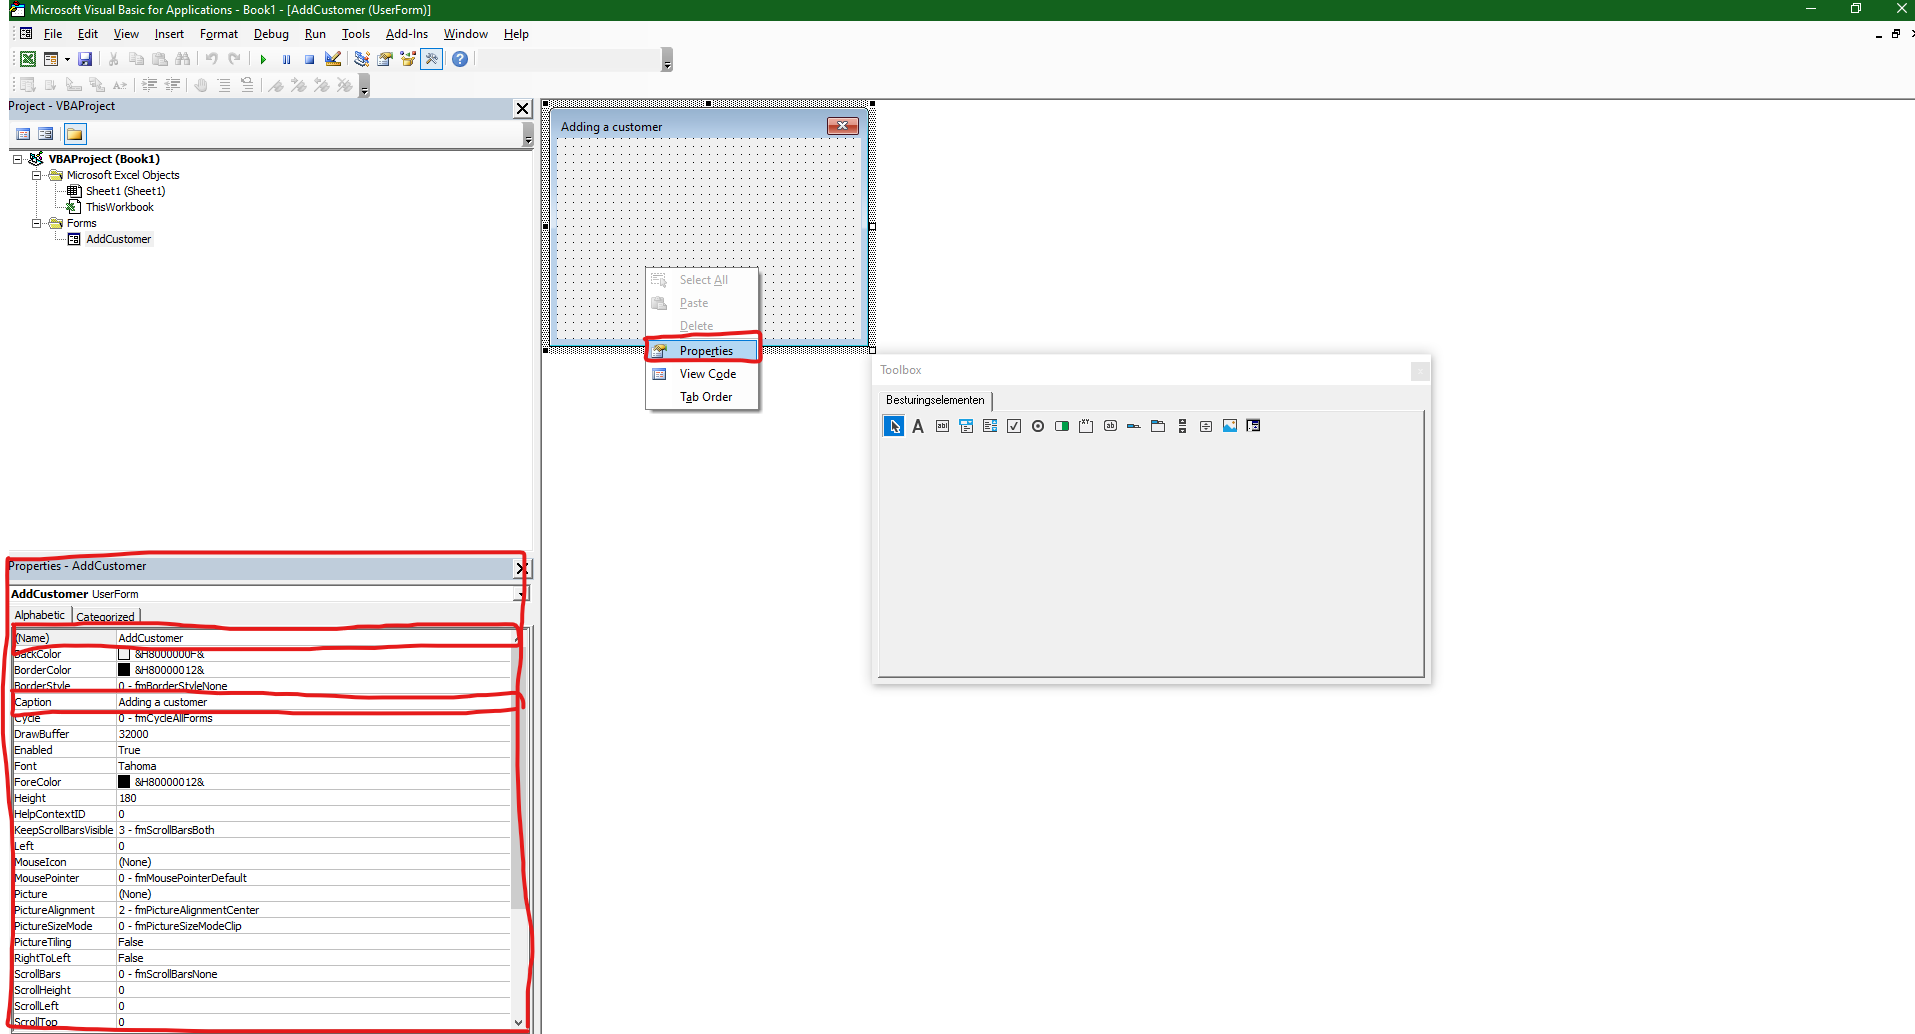 Microsoft Visual Basic for Applications - Book1 - [AddCustomer (UserForm)]
File Edit View Insert Format Debug Run Tools Add-Ins Window Help
Project - VBAProject
VBAProject (Book1)
Microsoft Excel Objects
Sheet1 (Sheet1)
ThisWorkbook
Forms
AddCustomer
Adding a customer
Select All
Paste
Delete
Properties
View Code
Tab Order
Toolbox
Besturingselementen
A abl XY ab
Properties - AddCustomer
AddCustomer UserForm
Alphabetic Categorized
(Name) AddCustomer
BackColor &H8000000F&
BorderColor &H80000012&
BorderStyle 0 - fmBorderStyleNone
Caption Adding a customer
Cycle 0 - fmCycleAllForms
DrawBuffer 32000
Enabled True
Font Tahoma
ForeColor &H80000012&
Height 180
HelpContextID 0
KeepScrollBarsVisible 3 - fmScrollBarsBoth
Left 0
MouseIcon (None)
MousePointer 0 - fmMousePointerDefault
Picture (None)
PictureAlignment 2 - fmPictureAlignmentCenter
PictureSizeMode 0 - fmPictureSizeModeClip
PictureTiling False
RightToLeft False
ScrollBars 0 - fmScrollBarsNone
ScrollHeight 0
ScrollLeft 0
ScrollTop 0